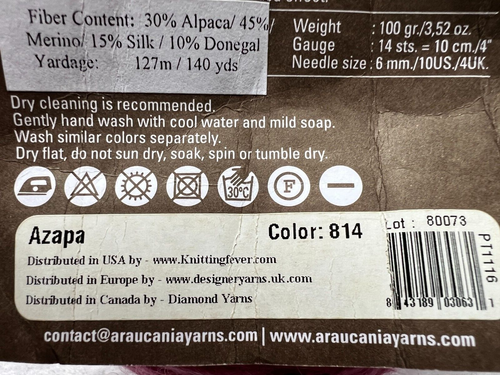 Fiber Content: 30% Alpaca/ 45%/
Merino/ 15% Silk / 10% Donegal
Yardage: 127m / 140 yds
Weight : 100 gr./3,52 oz.
Gauge : 14 sts. = 10 cm./4"
Needle size : 6 mm./10US./4UK.
Dry cleaning is recommended.
Gently hand wash with cool water and mild soap.
Wash similar colors separately.
Dry flat, do not sun dry, soak, spin or tumble dry.
30°C F
Azapa Color: 814
Lot : 80073
Distributed in USA by - www.Knittingfever.com
Distributed in Europe by - www.designeryarns.uk.com
Distributed in Canada by - Diamond Yarns
P11116
8 43189 03063 1
contact@araucaniayarns.com | www.araucaniayarns.com